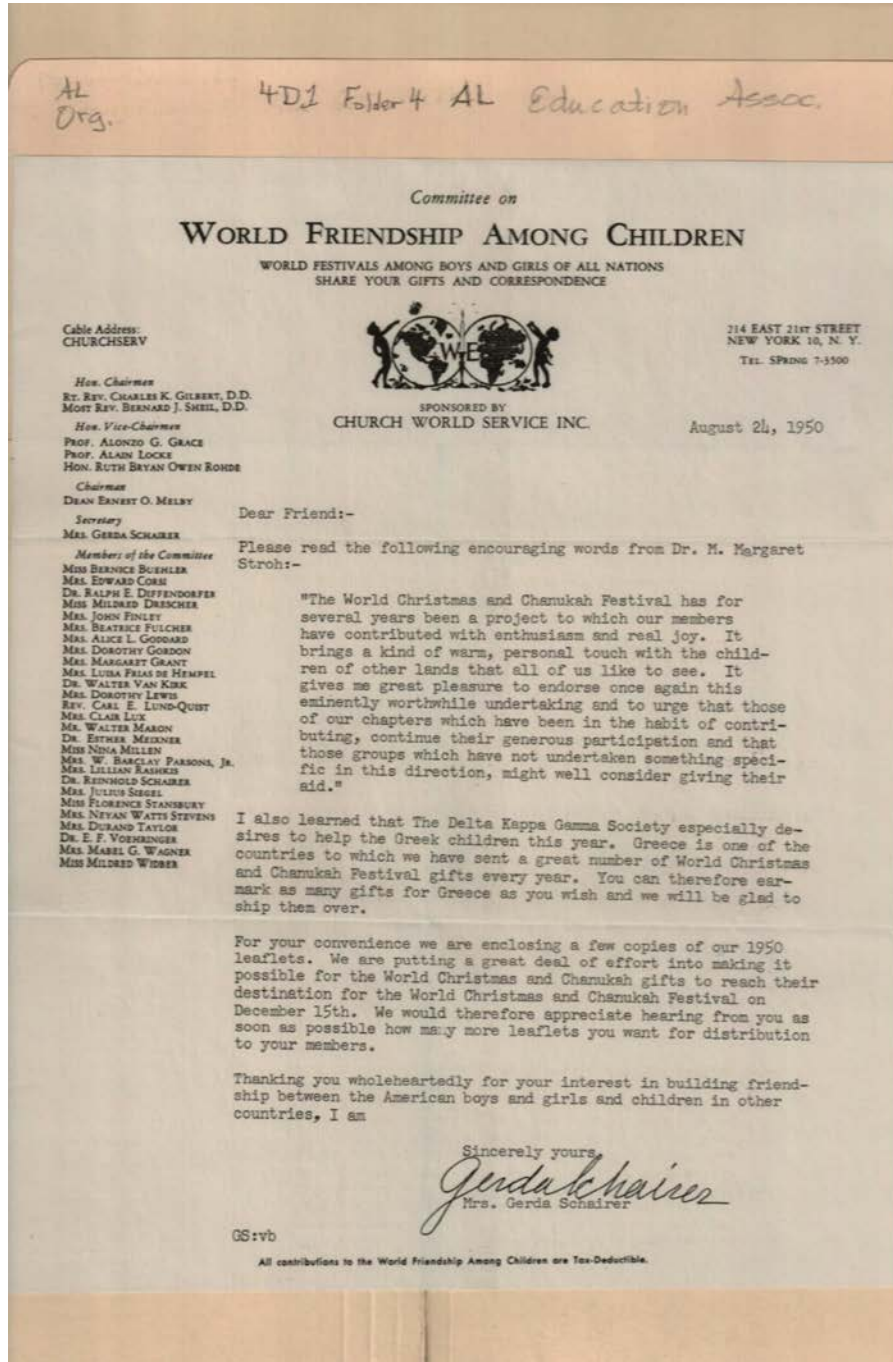 AL
Org.
4D1 Folder 4 AL Education Assoc.
Committee on
WORLD FRIENDSHIP AMONG CHILDREN
WORLD FESTIVALS AMONG BOYS AND GIRLS OF ALL NATIONS
SHARE YOUR GIFTS AND CORRESPONDENCE
Cable Address:
CHURCHSERV
W-E
SPONSORED BY
CHURCH WORLD SERVICE INC.
214 EAST 21ST STREET
NEW YORK 10, N. Y.
TEL. SPRING 7-3500
August 24, 1950
Hon. Chairmen
RT. REV. CHARLES K. GILBERT, D.D.
MOST REV. BERNARD J. SHEIL, D.D.
Hon. Vice-Chairmen
PROF. ALONZO G. GRACE
PROF. ALAIN LOCKE
HON. RUTH BRYAN OWEN ROHDE
Chairman
DEAN ERNEST O. MELBY
Secretary
MRS. GERDA SCHAIRER
Members of the Committee
MISS BERNICE BUEHLER
MRS. EDWARD CORSI
DR. RALPH E. DIFFENDORFER
MISS MILDRED DRESCHER
MRS. JOHN FINLEY
MRS. BEATRICE FULCHER
MRS. ALICE L. GODDARD
MRS. DOROTHY GORDON
MRS. MARGARET GRANT
MRS. LUISA FRIAS DE HEMPEL
DR. WALTER VAN KIRK
MRS. DOROTHY LEWIS
REV. CARL E. LUND-QUIST
MRS. CLAIR LUX
MR. WALTER MARON
DR. ESTHER MEIXNER
MISS NINA MILLEN
MRS. W. BARCLAY PARSONS, JR.
MRS. LILLIAN RASHKIS
DR. REINHOLD SCHAIRER
MRS. JULIUS SIEGEL
MISS FLORENCE STANSBURY
MRS. NEYAN WATTS STEVENS
MRS. DURAND TAYLOR
DR. E. F. VOEHRINGER
MRS. MABEL G. WAGNER
MISS MILDRED WIDBER
Dear Friend:-
Please read the following encouraging words from Dr. M. Margaret
Stroh:-
"The World Christmas and Chanukah Festival has for
several years been a project to which our members
have contributed with enthusiasm and real joy. It
brings a kind of warm, personal touch with the child-
ren of other lands that all of us like to see. It
gives me great pleasure to endorse once again this
eminently worthwhile undertaking and to urge that those
of our chapters which have been in the habit of contri-
buting, continue their generous participation and that
those groups which have not undertaken something speci-
fic in this direction, might well consider giving their
aid."
I also learned that The Delta Kappa Gamma Society especially de-
sires to help the Greek children this year. Greece is one of the
countries to which we have sent a great number of World Christmas
and Chanukah Festival gifts every year. You can therefore ear-
mark as many gifts for Greece as you wish and we will be glad to
ship them over.
For your convenience we are enclosing a few copies of our 1950
leaflets. We are putting a great deal of effort into making it
possible for the World Christmas and Chanukah gifts to reach their
destination for the World Christmas and Chanukah Festival on
December 15th. We would therefore appreciate hearing from you as
soon as possible how many more leaflets you want for distribution
to your members.
Thanking you wholeheartedly for your interest in building friend-
ship between the American boys and girls and children in other
countries, I am
Sincerely yours,
Gerda Schairer
Mrs. Gerda Schairer
GS:vb
All contributions to the World Friendship Among Children are Tax-Deductible.